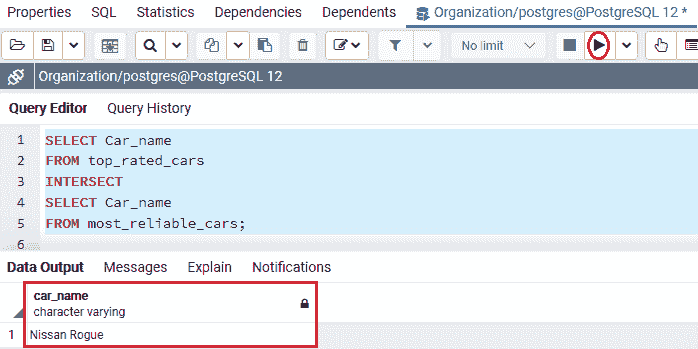 Properties SQL Statistics Dependencies Dependents Organization/postgres@PostgreSQL 12 *
No limit
Organization/postgres@PostgreSQL 12
Query Editor Query History
1 SELECT Car_name
2 FROM top_rated_cars
3 INTERSECT
4 SELECT Car_name
5 FROM most_reliable_cars;
6
Data Output Messages Explain Notifications
car_name
character varying
1 Nissan Rogue